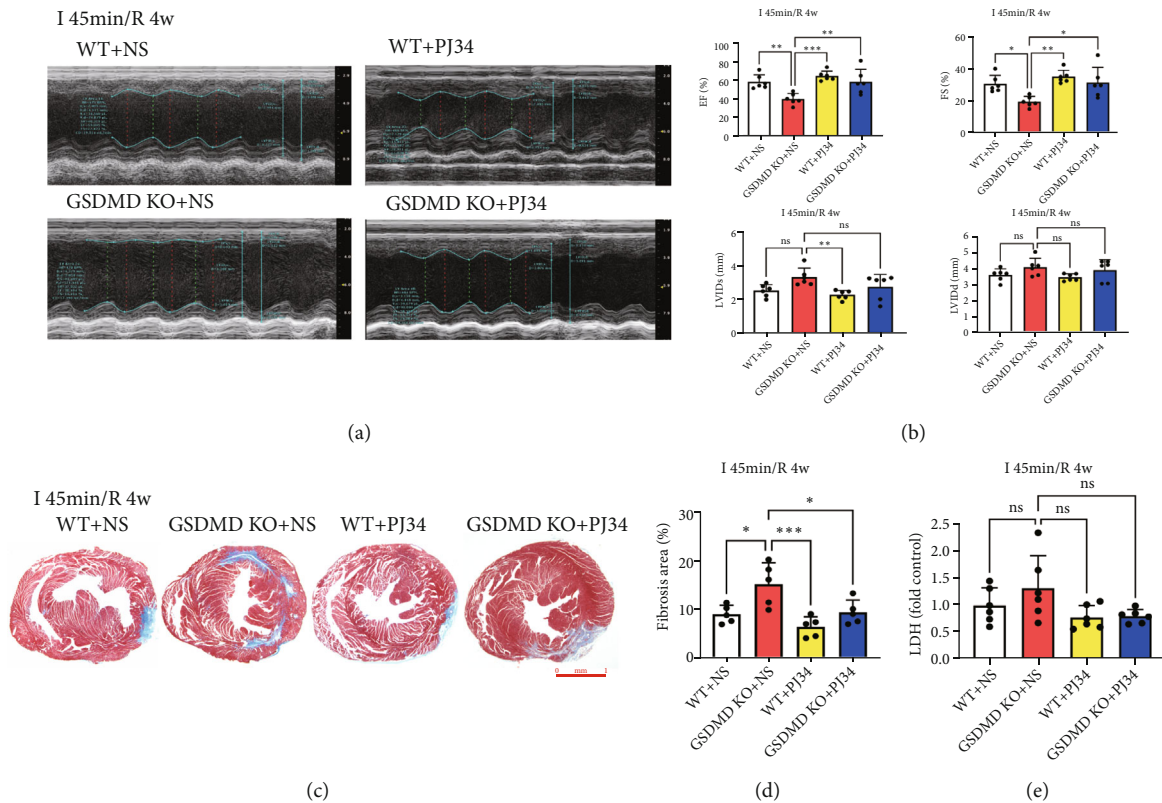 I 45min/R 4w
WT+NS
WT+PJ34
GSDMD KO+NS
GSDMD KO+PJ34
(a)
I 45min/R 4w
**
**
***
EF (%)
100
80
60
40
20
0
WT+NS
GSDMD KO+NS
WT+PJ34
GSDMD KO+PJ34
I 45min/R 4w
*
*
**
FS (%)
60
40
20
0
WT+NS
GSDMD KO+NS
WT+PJ34
GSDMD KO+PJ34
I 45min/R 4w
ns
ns
**
LVIDs (mm)
6
4
2
0
WT+NS
GSDMD KO+NS
WT+PJ34
GSDMD KO+PJ34
I 45min/R 4w
ns
ns
ns
LVIDd (mm)
6
5
4
3
2
1
0
WT+NS
GSDMD KO+NS
WT+PJ34
GSDMD KO+PJ34
(b)
I 45min/R 4w
WT+NS
GSDMD KO+NS
WT+PJ34
GSDMD KO+PJ34
0 mm 1
(c)
I 45min/R 4w
*
*
***
Fibrosis area (%)
30
20
10
0
WT+NS
GSDMD KO+NS
WT+PJ34
GSDMD KO+PJ34
(d)
I 45min/R 4w
ns
ns
ns
LDH (fold control)
2.5
2.0
1.5
1.0
0.5
0.0
WT+NS
GSDMD KO+NS
WT+PJ34
GSDMD KO+PJ34
(e)